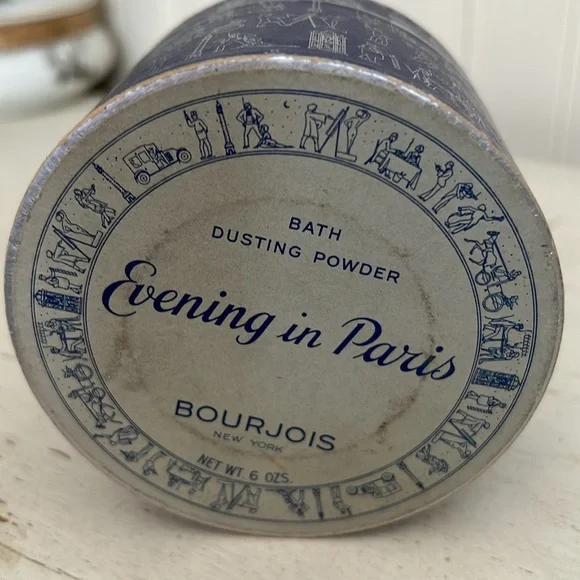 BATH
DUSTING POWDER
Evening in Paris
BOURJOIS
NEW YORK
NET WT. 6 OZS.